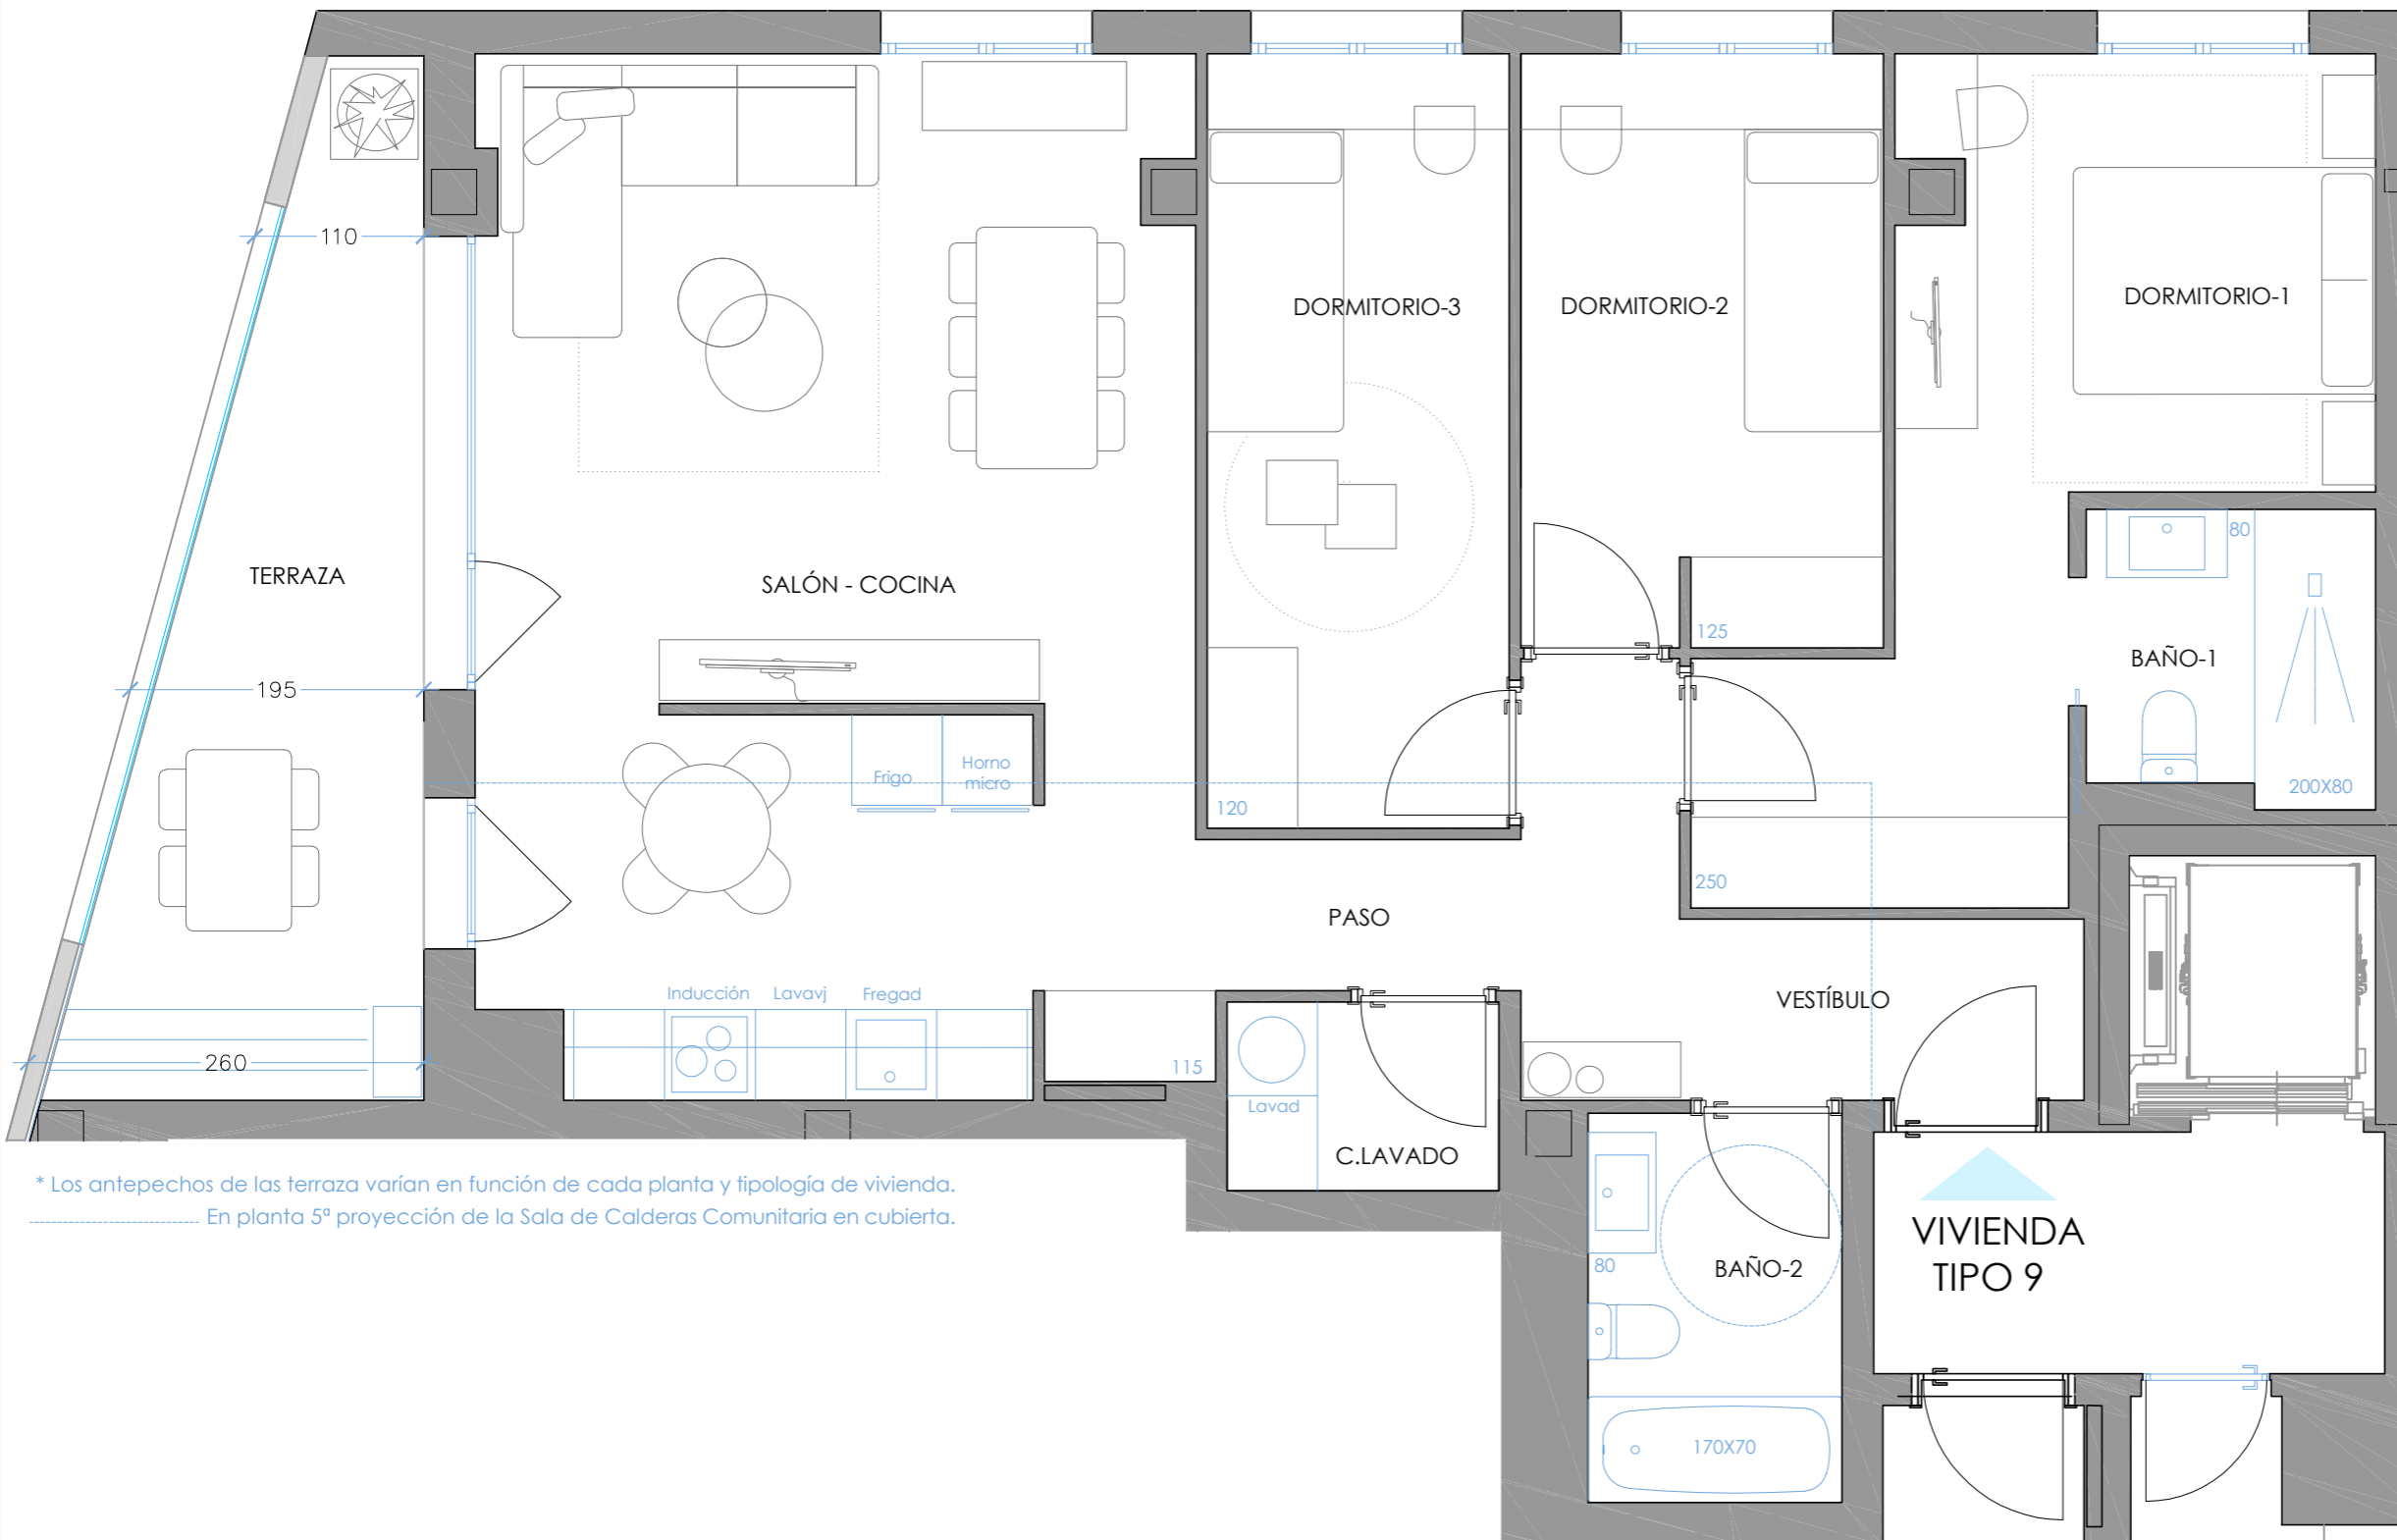 110
DORMITORIO-3
DORMITORIO-2
DORMITORIO-1
80
TERRAZA
SALÓN - COCINA
125
BAÑO-1
195
Frigo
Horno
micro
120
200X80
250
PASO
Inducción
Lavavj
Fregad
VESTÍBULO
260
115
Lavad
C.LAVADO
* Los antepechos de las terraza varían en función de cada planta y tipología de vivienda.
En planta 5ª proyección de la Sala de Calderas Comunitaria en cubierta.
VIVIENDA
TIPO 9
80
BAÑO-2
170X70